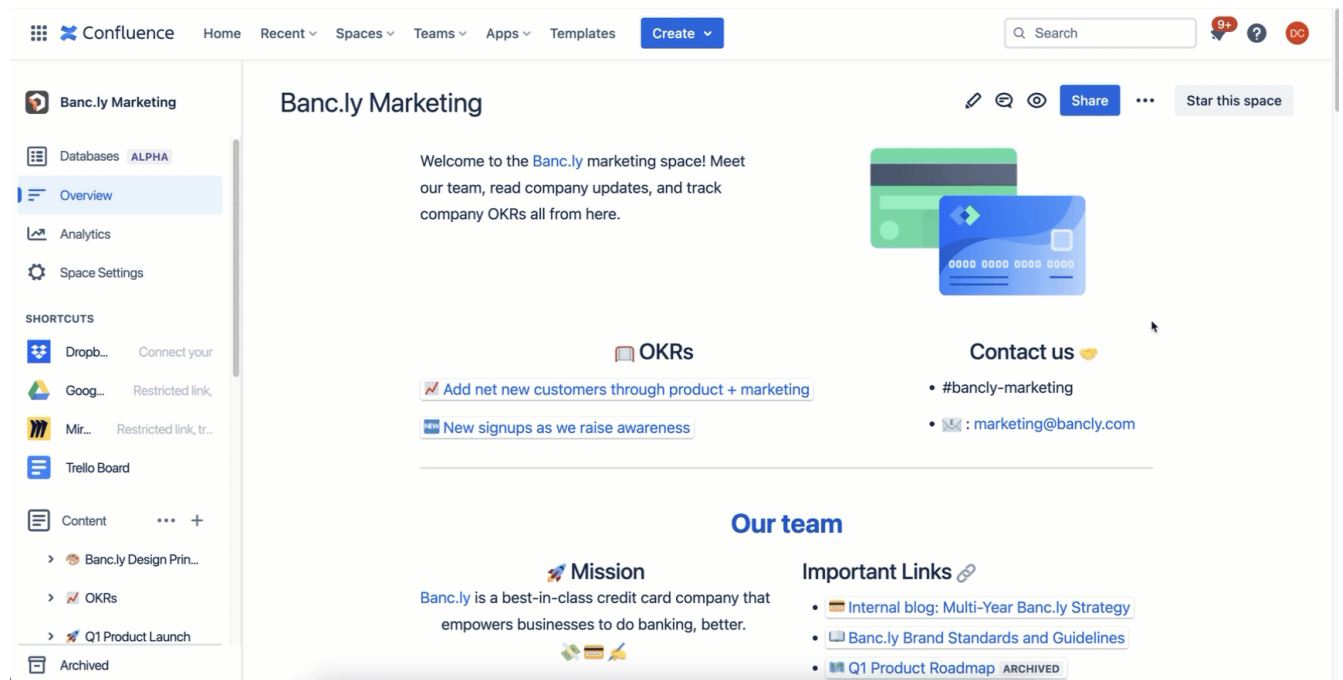 Confluence Home Recent Spaces Teams Apps Templates Create Search 9+ DC
Banc.ly Marketing
Databases ALPHA
Overview
Analytics
Space Settings
SHORTCUTS
Dropb... Connect your
Goog... Restricted link,
Mir... Restricted link, tr...
Trello Board
Content
Banc.ly Design Prin...
OKRs
Q1 Product Launch
Archived
Banc.ly Marketing
Share
Star this space
Welcome to the Banc.ly marketing space! Meet
our team, read company updates, and track
company OKRs all from here.
0000 0000 0000 0000
OKRs
Add net new customers through product + marketing
NEW New signups as we raise awareness
Contact us
• #bancly-marketing
• : marketing@bancly.com
Our team
Mission
Banc.ly is a best-in-class credit card company that
empowers businesses to do banking, better.
Important Links
• Internal blog: Multi-Year Banc.ly Strategy
• Banc.ly Brand Standards and Guidelines
• Q1 Product Roadmap ARCHIVED